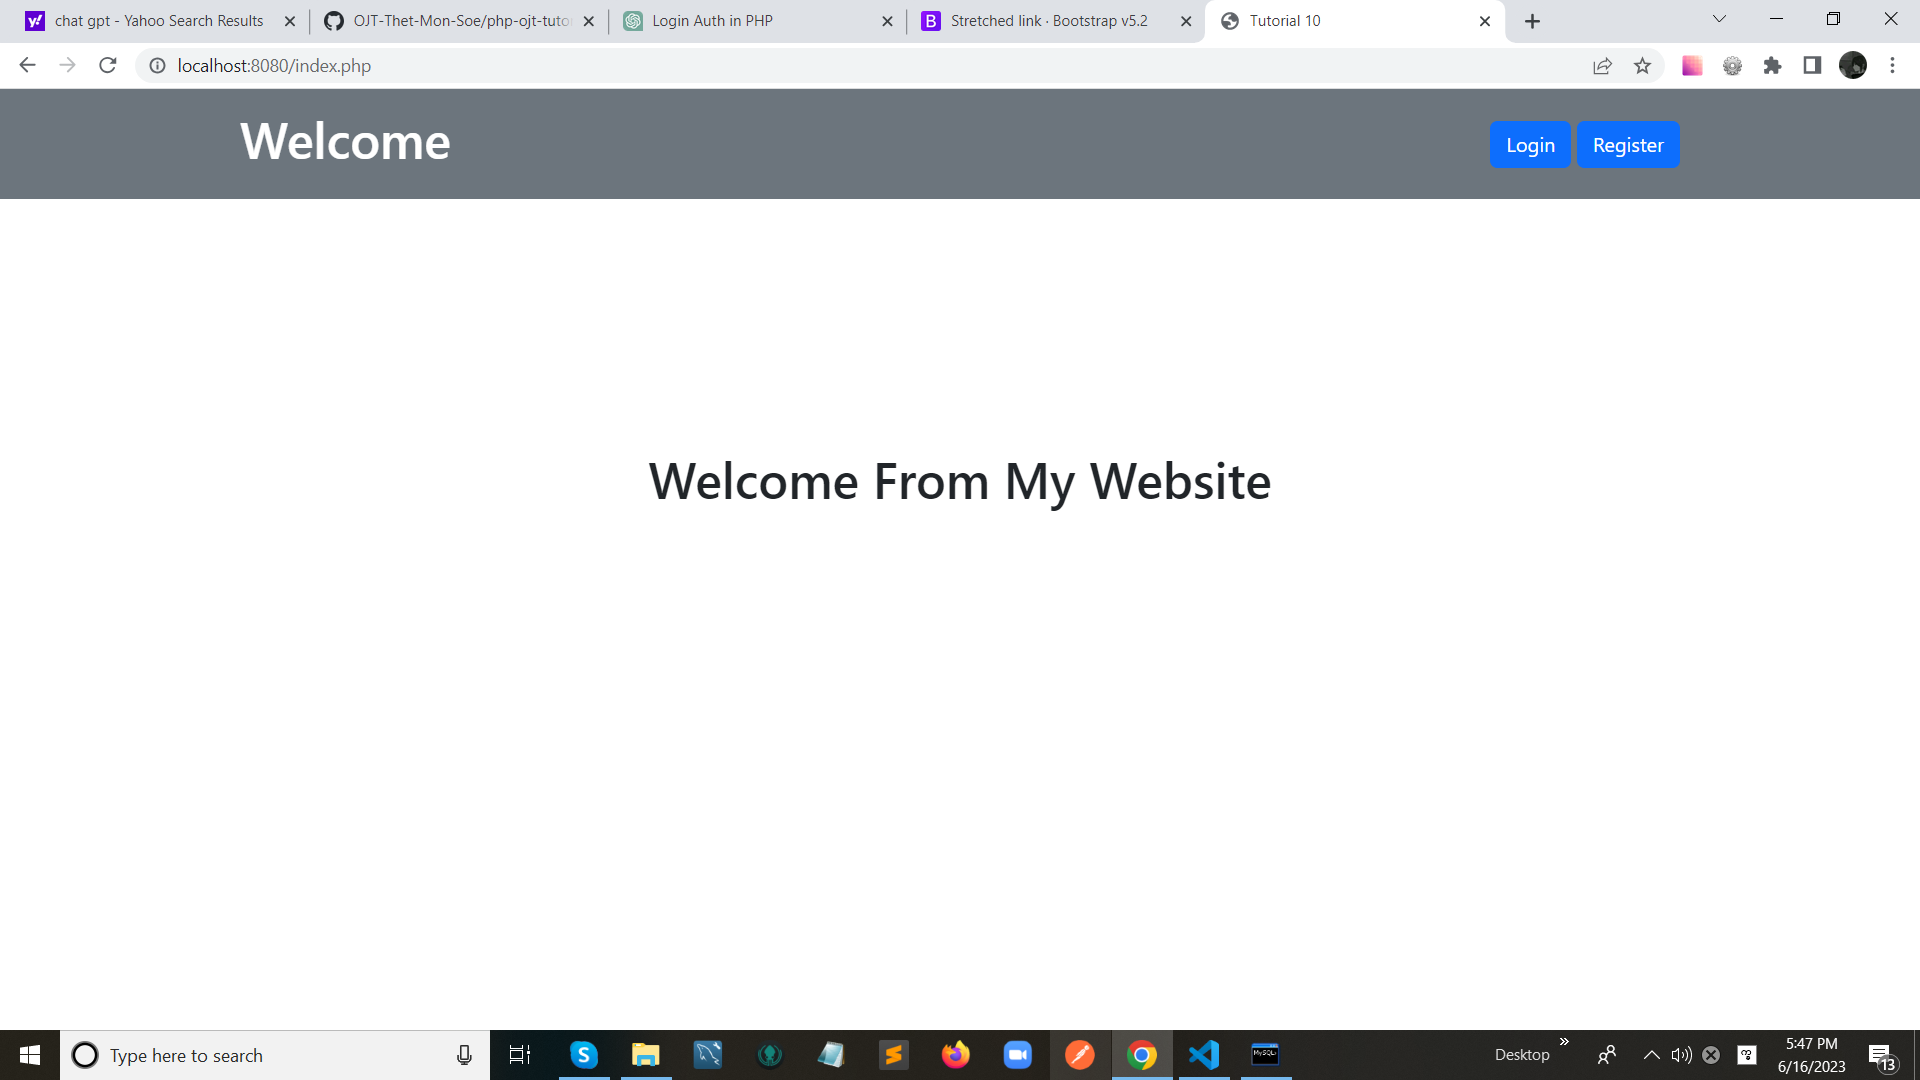 chat gpt - Yahoo Search Results
OJT-Thet-Mon-Soe/php-ojt-tuto
Login Auth in PHP
Stretched link · Bootstrap v5.2
Tutorial 10
localhost:8080/index.php
Welcome
Login
Register
Welcome From My Website
Type here to search
Desktop
5:47 PM
6/16/2023
13